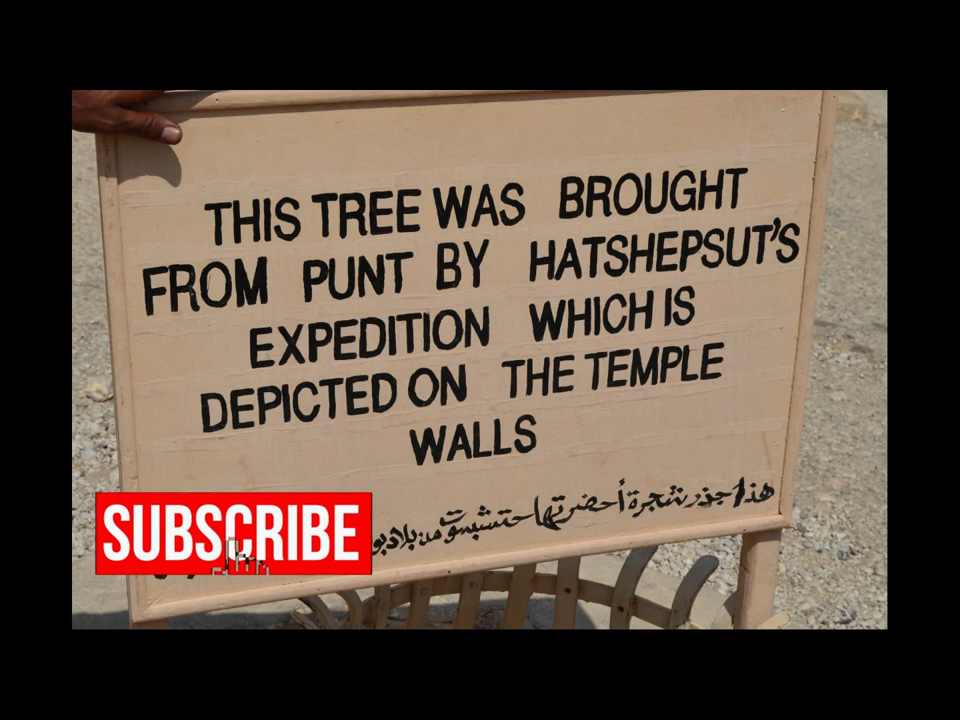 THIS TREE WAS BROUGHT
FROM PUNT BY HATSHEPSUT'S
EXPEDITION WHICH IS
DEPICTED ON THE TEMPLE
WALLS
هذا جذر شجرة أحضرتها حتشبسوت من بلاد
SUBSCRIBE